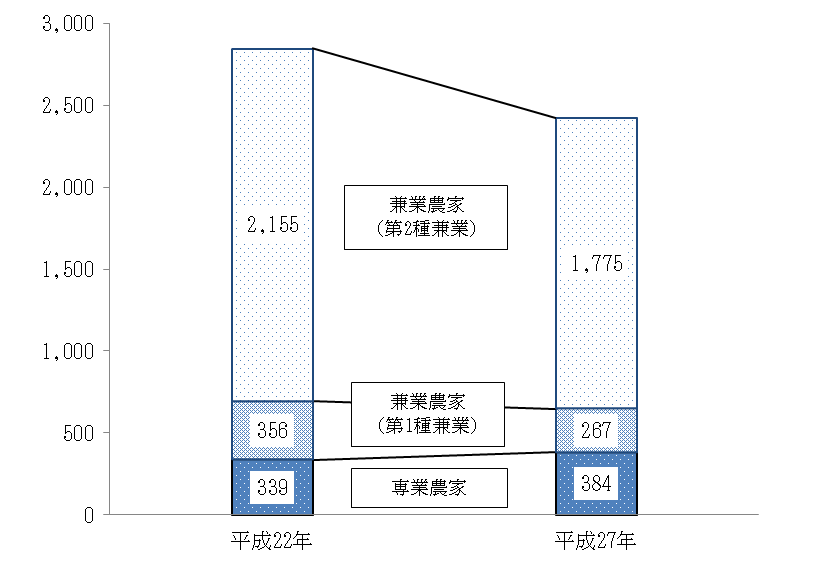 3,000
2,500
2,000
1,500
1,000
500
0
2,155
356
339
兼業農家
(第2種兼業)
兼業農家
(第1種兼業)
専業農家
1,775
267
384
平成22年
平成27年